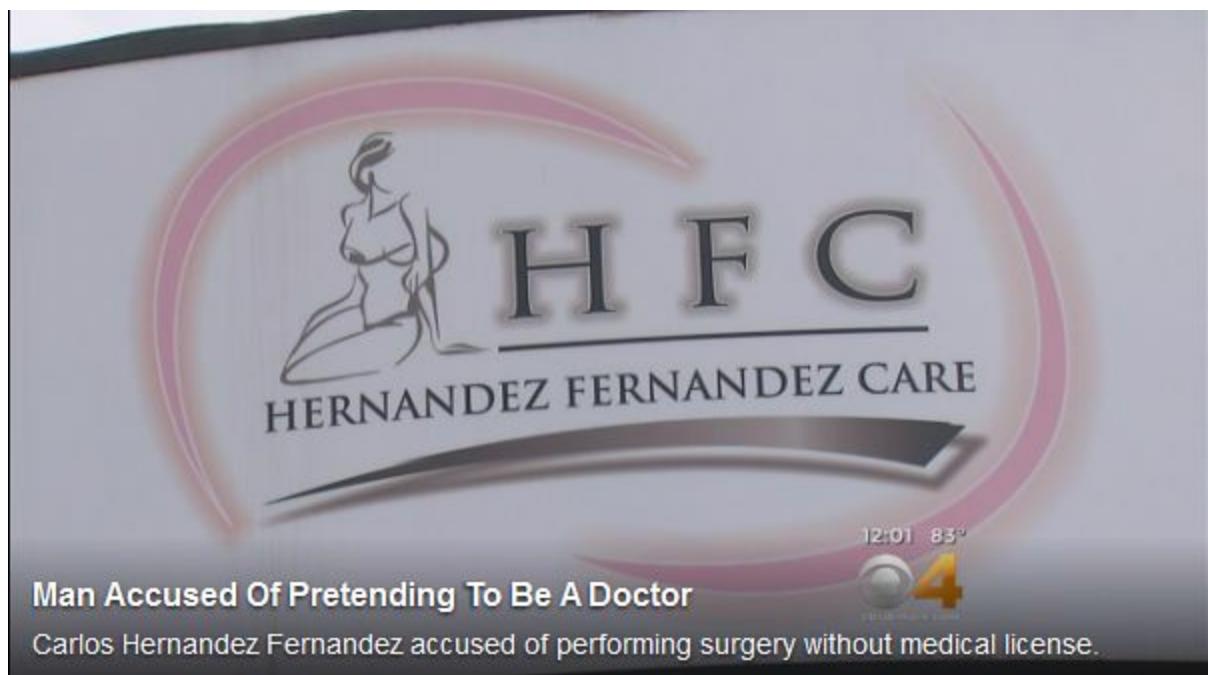 H F C
HERNANDEZ FERNANDEZ CARE
12:01 83°
4
Man Accused Of Pretending To Be A Doctor
Carlos Hernandez Fernandez accused of performing surgery without medical license.